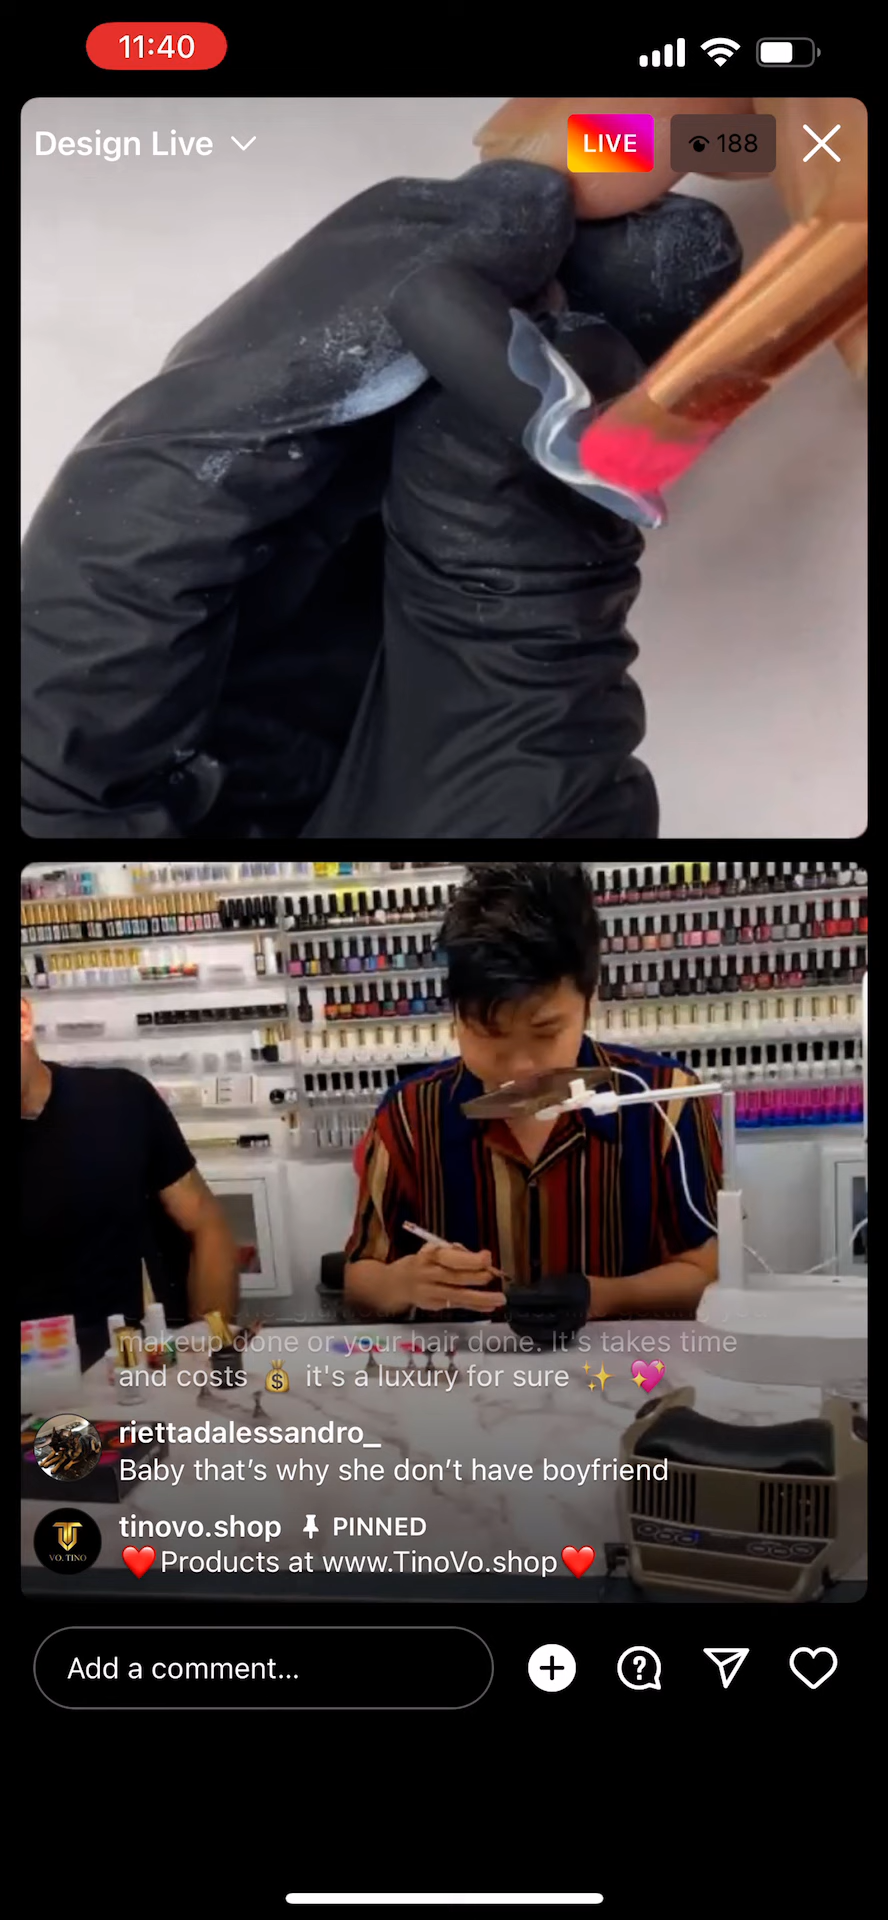 11:40
Design Live
LIVE
188
makeup done or your hair done. It's takes time
and costs 💰 it's a luxury for sure ✨ 💖
riettadalessandro_
Baby that’s why she don’t have boyfriend
tinovo.shop PINNED
VO. TINO
❤️Products at www.TinoVo.shop❤️
Add a comment...